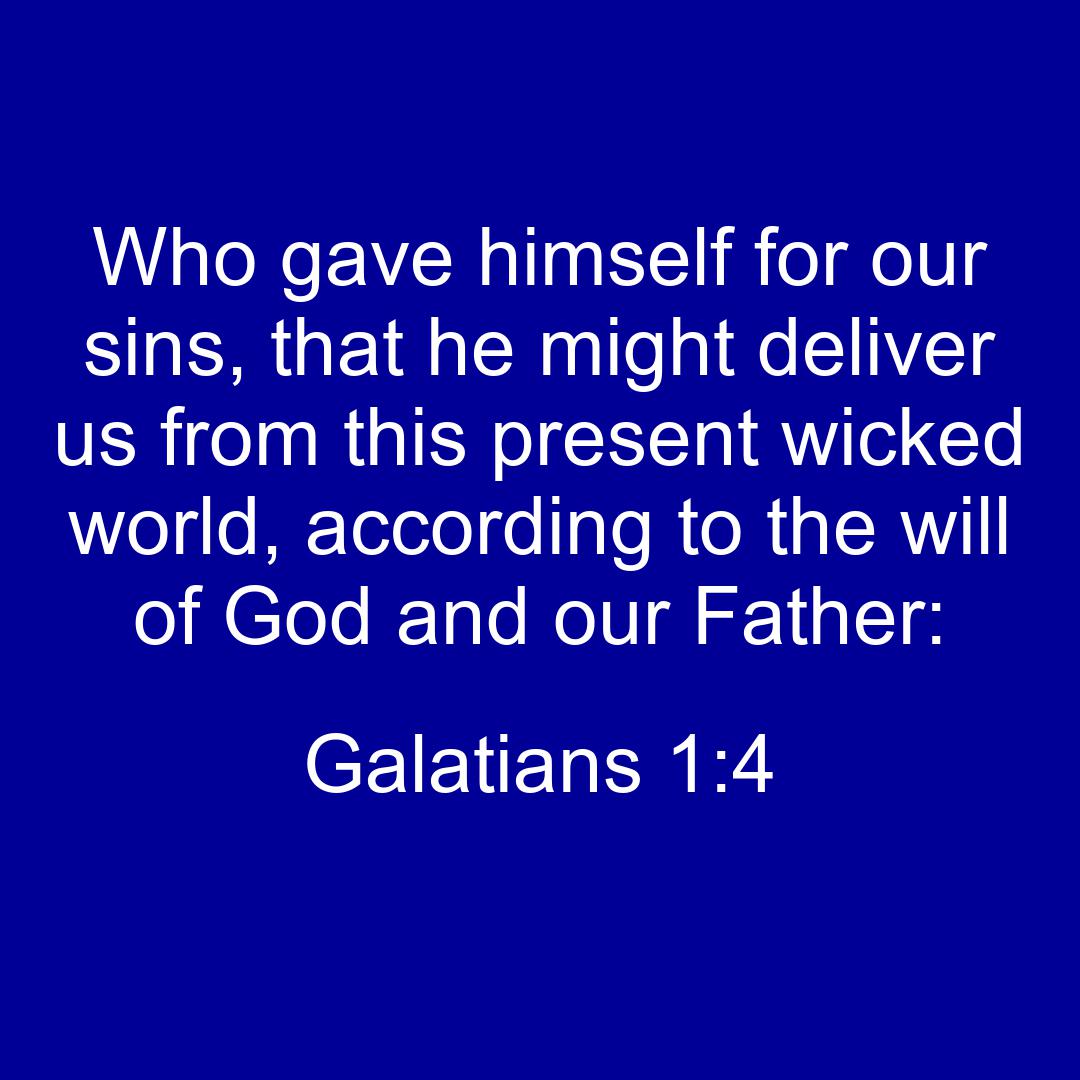 Who gave himself for our
sins, that he might deliver
us from this present wicked
world, according to the will
of God and our Father:
Galatians 1:4